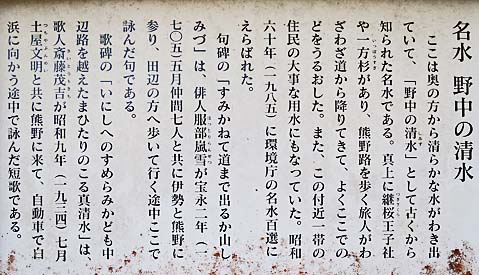 名水 野中の清水
ここは奥の方から清らかな水がわき出
ていて、「野中の清水」として古くから
知られた名水である。真上に継桜王子社
や一方杉があり、熊野路を歩く旅人がわ
ざわざ道から降りてきて、よくここでの
どをうるおした。また、この付近一帯の
住民の大事な用水にもなっていた。昭和
六十年(一九八五)に環境庁の名水百選に
えらばれた。
句碑の「すみかねて道まで出るか山し
みづ」は、俳人服部嵐雪が宝永二年(一
七〇五)五月仲間七人と共に伊勢と熊野に
参り、田辺の方へ歩いて行く途中ここで
詠んだ句である。
歌碑の「いにしへのすめらみかども中
辺路を越えたまひたりのこる真清水」は、
歌人斎藤茂吉が昭和九年(一九三四)七月
土屋文明と共に熊野に来て、自動車で白
浜に向かう途中で詠んだ短歌である。